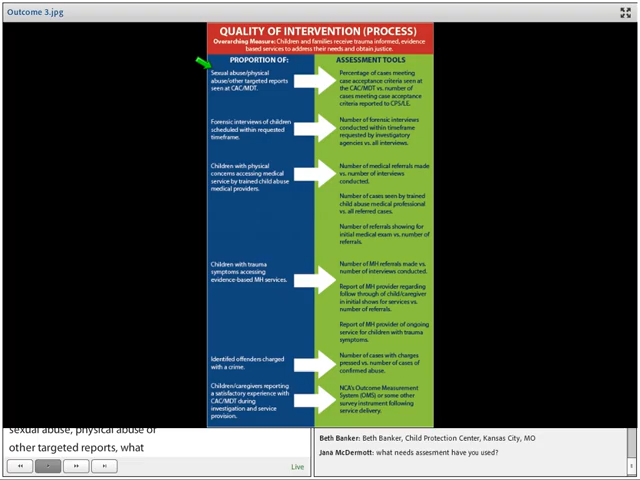 Outcome 3.jpg
QUALITY OF INTERVENTION (PROCESS)
Overarching Measure: Children and families receive trauma informed, evidence
based services to address their needs and obtain justice.
PROPORTION OF:
ASSESSMENT TOOLS
Sexual abuse/physical
abuse/other targeted reports
seen at CAC/MDT.
Percentage of cases meeting
case acceptance criteria seen at
the CAC/MDT vs. number of
cases meeting case acceptance
criteria reported to CPS/LE.
Forensic interviews of children
scheduled within requested
timeframe.
Number of forensic interviews
conducted within timeframe
requested by investigatory
agencies vs. all interviews.
Children with physical
concerns accessing medical
service by trained child abuse
medical providers.
Number of medical referrals made
vs. number of interviews
conducted.
Number of cases seen by trained
child abuse medical professional
vs. all referred cases.
Number of referrals showing for
initial medical exam vs. number of
referrals.
Children with trauma
symptoms accessing
evidence-based MH services.
Number of MH referrals made vs.
number of interviews conducted.
Report of MH provider regarding
follow through of child/caregiver
in initial shows for services vs.
number of referrals.
Report of MH provider of ongoing
service for children with trauma
symptoms.
Identifed offenders charged
with a crime.
Number of cases with charges
pressed vs. number of cases of
confirmed abuse.
Children/caregivers reporting
a satisfactory experience with
CAC/MDT during
investigation and service
provision.
NCA's Outcome Measurement
System (OMS) or some other
survey instrument following
service delivery.
sexual abuse, physical abuse or
other targeted reports, what
Live
Beth Banker: Beth Banker, Child Protection Center, Kansas City, MO
Jana McDermott: what needs assesment have you used?